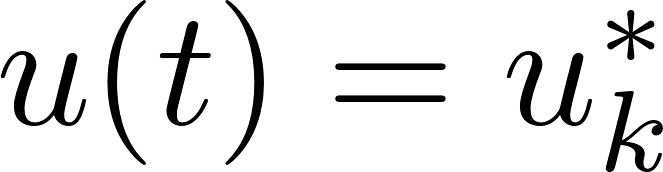 u(t) = u_k^*